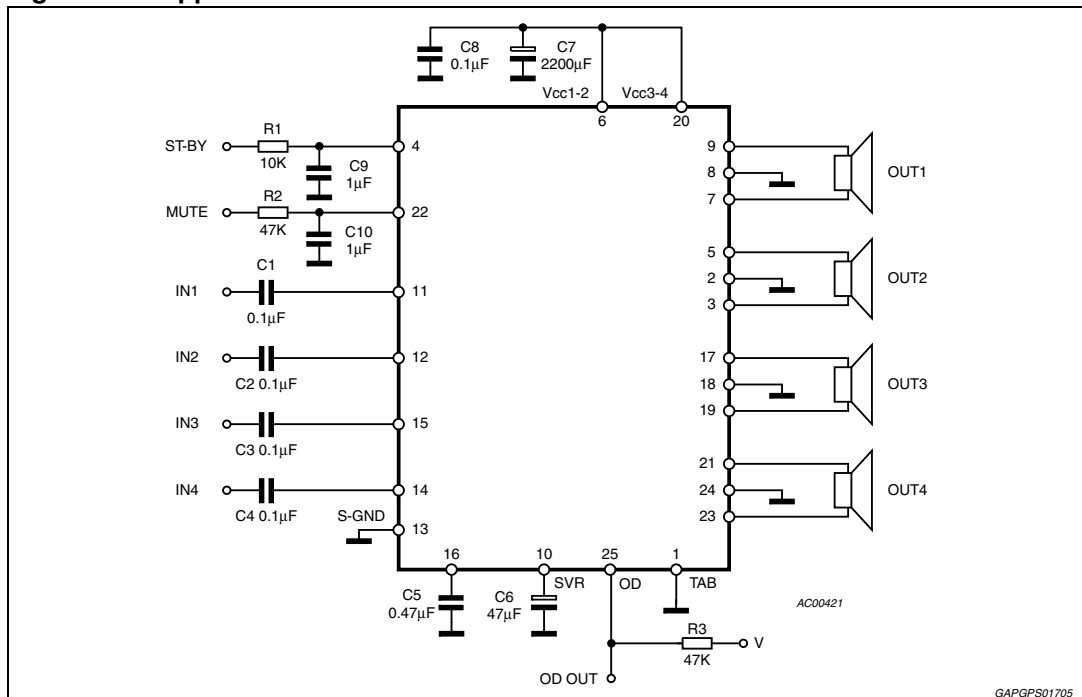 C8
0.1µF
C7
2200µF
Vcc1-2
Vcc3-4
6
20
ST-BY
R1
10K
4
C9
1µF
MUTE
R2
47K
22
C10
1µF
IN1
C1
0.1µF
11
IN2
C2 0.1µF
12
IN3
C3 0.1µF
15
IN4
C4 0.1µF
14
S-GND
13
9
8
7
OUT1
5
2
3
OUT2
17
18
19
OUT3
21
24
23
OUT4
16
10
25
1
SVR
OD
TAB
C5
0.47µF
C6
47µF
AC00421
R3
47K
V
OD OUT
GAPGPS01705